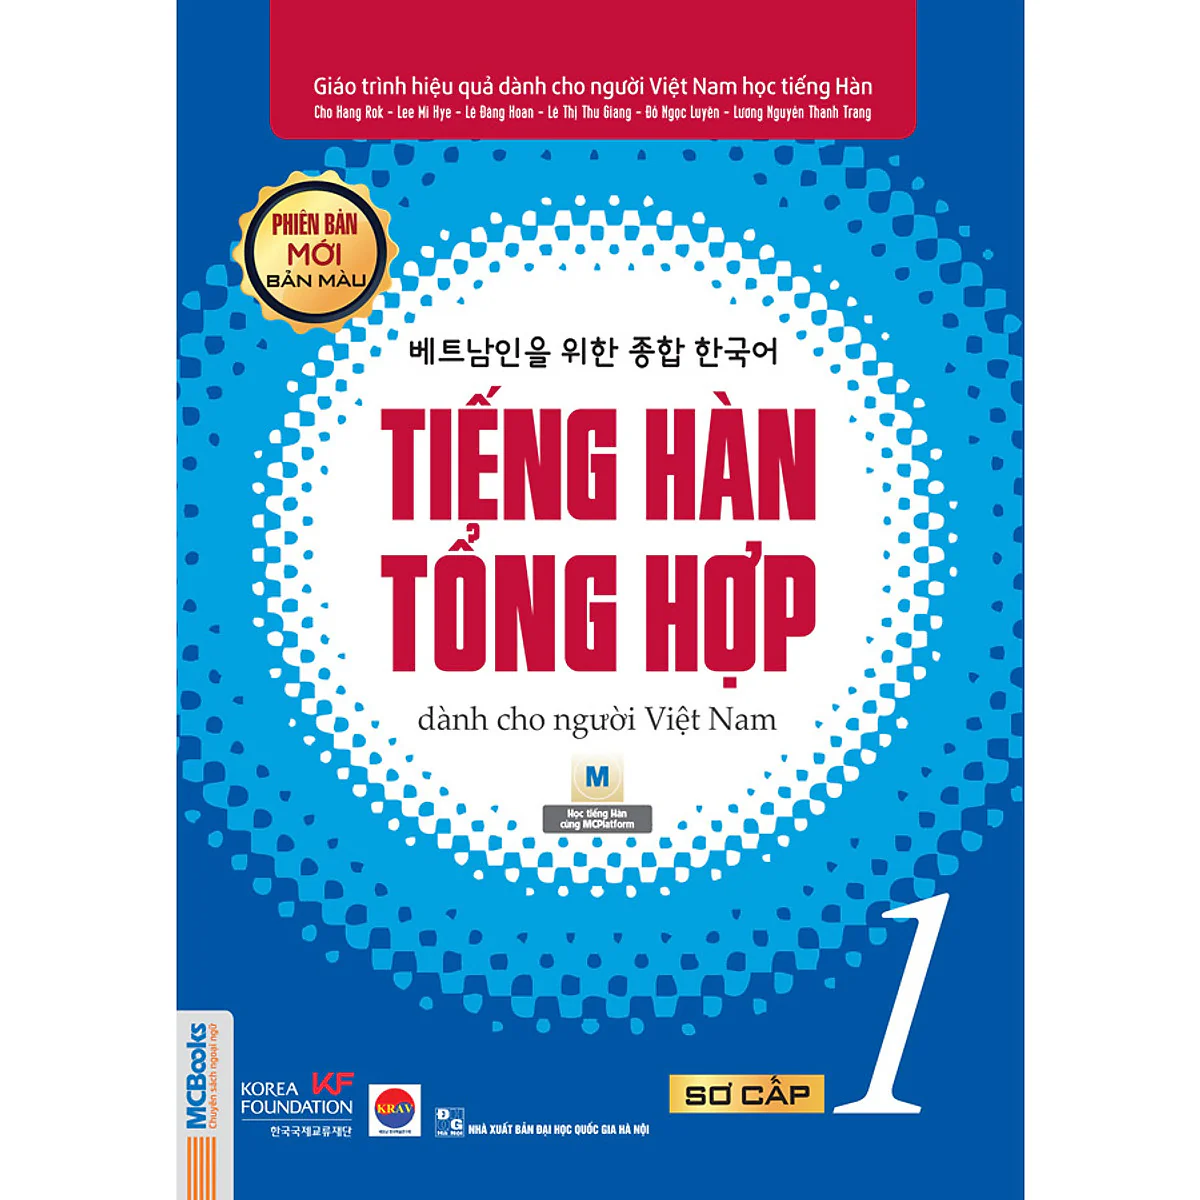 Giáo trình hiệu quả dành cho người Việt Nam học tiếng Hàn
Cho Hang Rok - Lee Mi Hye - Lê Đăng Hoan - Lê Thị Thu Giang - Đỗ Ngọc Luyến - Lương Nguyễn Thanh Trang
PHIÊN BẢN
MỚI
BẢN MÀU
베트남인을 위한 종합 한국어
TIẾNG HÀN
TỔNG HỢP
dành cho người Việt Nam
M
Học tiếng Hàn
cùng MCPlatform
1
SƠ CẤP
MCBooks
Chuyên sách ngoại ngữ
KOREA KF
FOUNDATION
한국국제교류재단
KRAV
NHÀ XUẤT BẢN ĐẠI HỌC QUỐC GIA HÀ NỘI